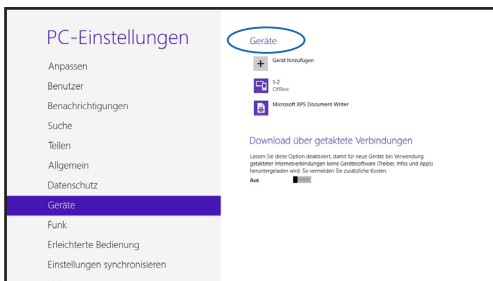 PC-Einstellungen
Anpassen
Benutzer
Benachrichtigungen
Suche
Teilen
Allgemein
Datenschutz
Geräte
Funk
Erleichterte Bedienung
Einstellungen synchronisieren
Geräte
Gerät hinzufügen
1-2
Offline
Microsoft XPS Document Writer
Download über getaktete Verbindungen
Lassen Sie diese Option deaktiviert, damit für neue Geräte bei Verwendung
getakteter Internetverbindungen keine Gerätesoftware (Treiber, Infos und Apps)
heruntergeladen wird. So vermeiden Sie zusätzliche Kosten.
Aus